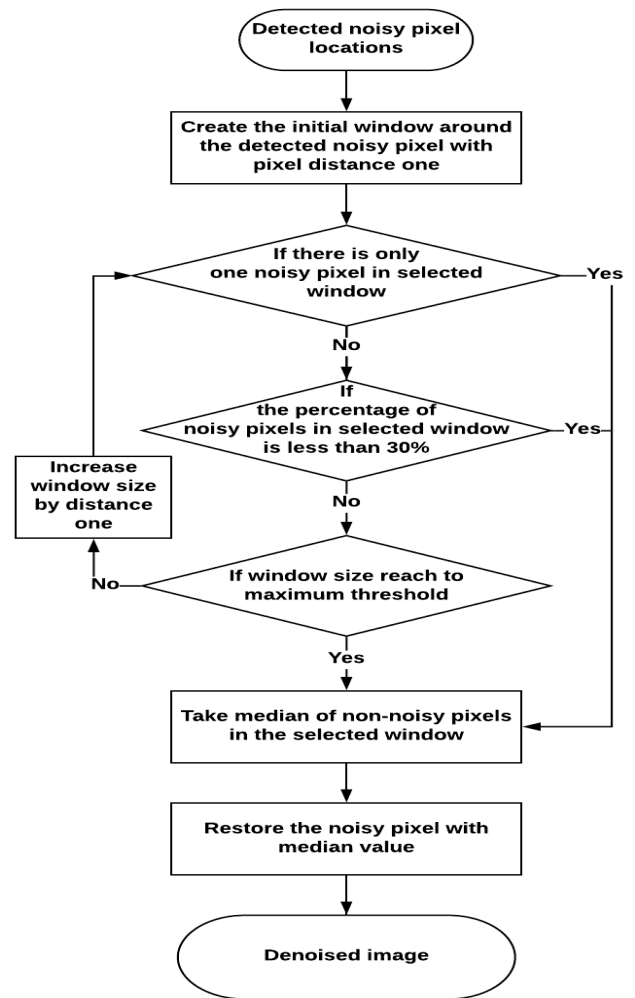 Detected noisy pixel
locations
Create the initial window around
the detected noisy pixel with
pixel distance one
If there is only
one noisy pixel in selected
window
Yes
No
If
the percentage of
noisy pixels in selected window
is less than 30%
Yes
Increase
window size
by distance
one
No
If window size reach to
maximum threshold
No
Yes
Take median of non-noisy pixels
in the selected window
Restore the noisy pixel with
median value
Denoised image